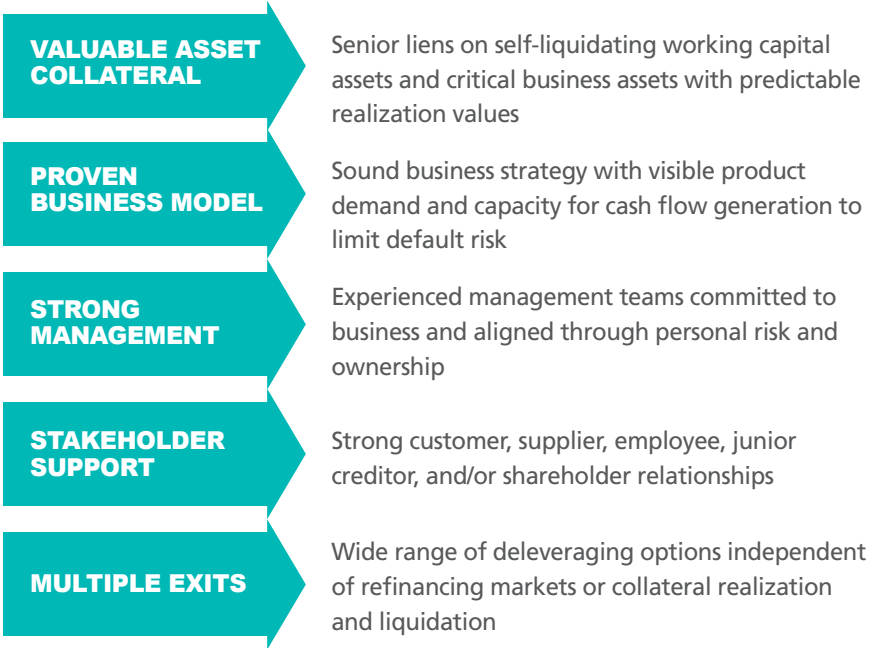 VALUABLE ASSET
COLLATERAL
Senior liens on self-liquidating working capital
assets and critical business assets with predictable
realization values
PROVEN
BUSINESS MODEL
Sound business strategy with visible product
demand and capacity for cash flow generation to
limit default risk
STRONG
MANAGEMENT
Experienced management teams committed to
business and aligned through personal risk and
ownership
STAKEHOLDER
SUPPORT
Strong customer, supplier, employee, junior
creditor, and/or shareholder relationships
MULTIPLE EXITS
Wide range of deleveraging options independent
of refinancing markets or collateral realization
and liquidation